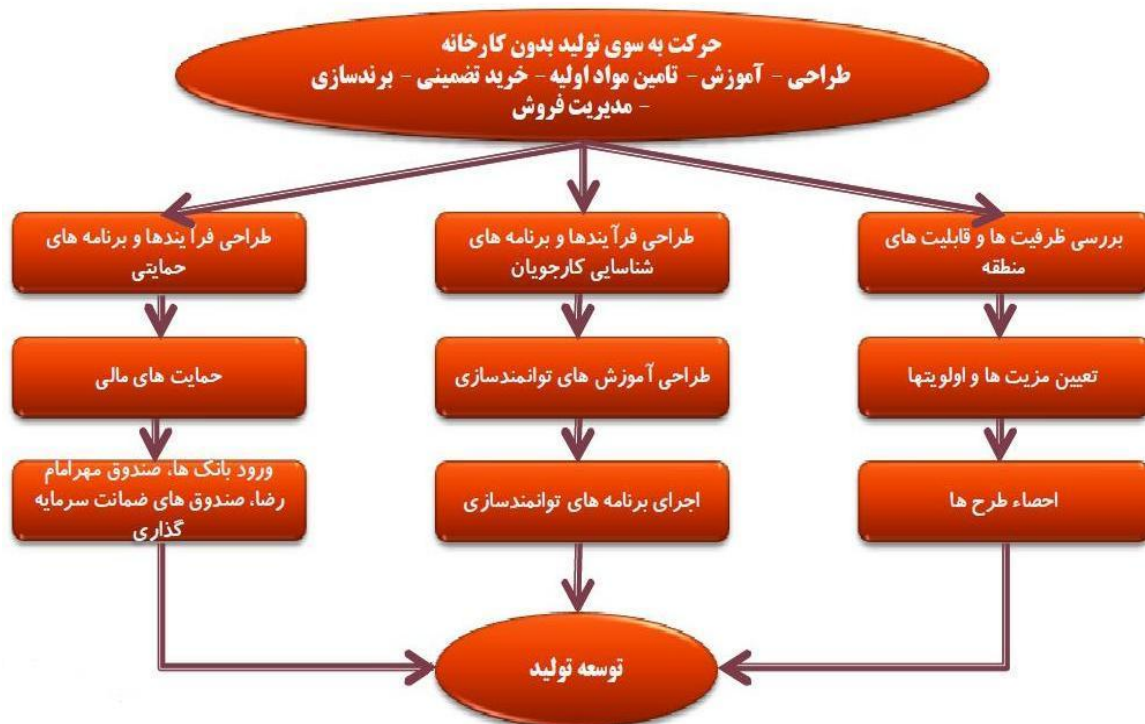 حرکت به سوی تولید بدون کارخانه
طراحی - آموزش - تامین مواد اولیه - خرید تضمینی - برندسازی
- مدیریت فروش
بررسی ظرفیت ها و قابلیت های
منطقه
طراحی فرآیندها و برنامه های
شناسایی کارجویان
طراحی فرآیندها و برنامه های
حمایتی
تعیین مزیت ها و اولویتها
طراحی آموزش های توانمندسازی
حمایت های مالی
احصاء طرح ها
اجرای برنامه های توانمندسازی
ورود بانک ها، صندوق مهرامام
رضا، صندوق های ضمانت سرمایه
گذاری
توسعه تولید